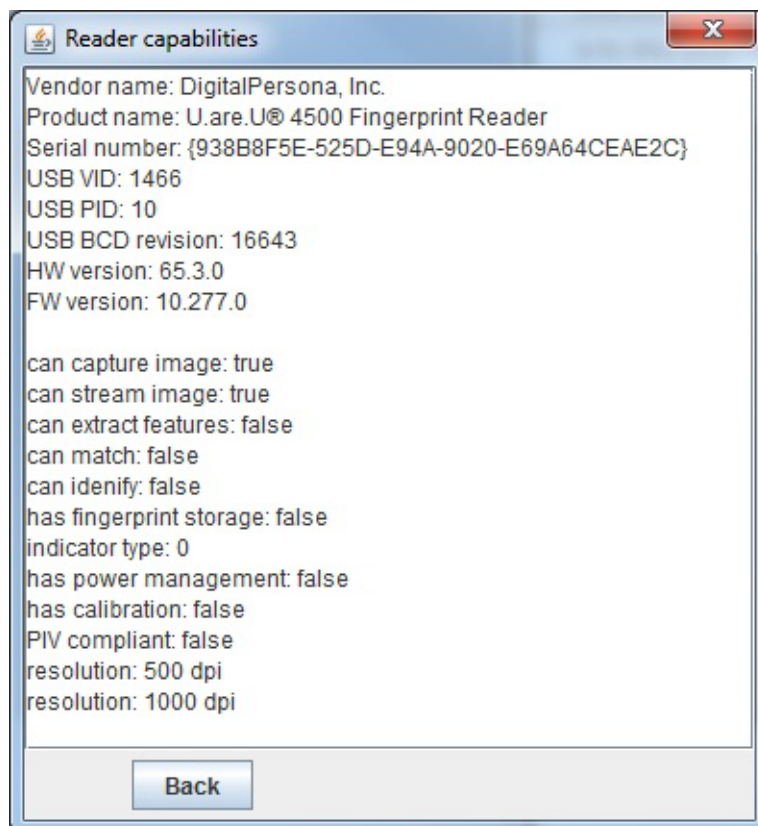 Reader capabilities
Vendor name: DigitalPersona, Inc.
Product name: U.are.U® 4500 Fingerprint Reader
Serial number: {938B8F5E-525D-E94A-9020-E69A64CEAE2C}
USB VID: 1466
USB PID: 10
USB BCD revision: 16643
HW version: 65.3.0
FW version: 10.277.0
can capture image: true
can stream image: true
can extract features: false
can match: false
can idenify: false
has fingerprint storage: false
indicator type: 0
has power management: false
has calibration: false
PIV compliant: false
resolution: 500 dpi
resolution: 1000 dpi
Back